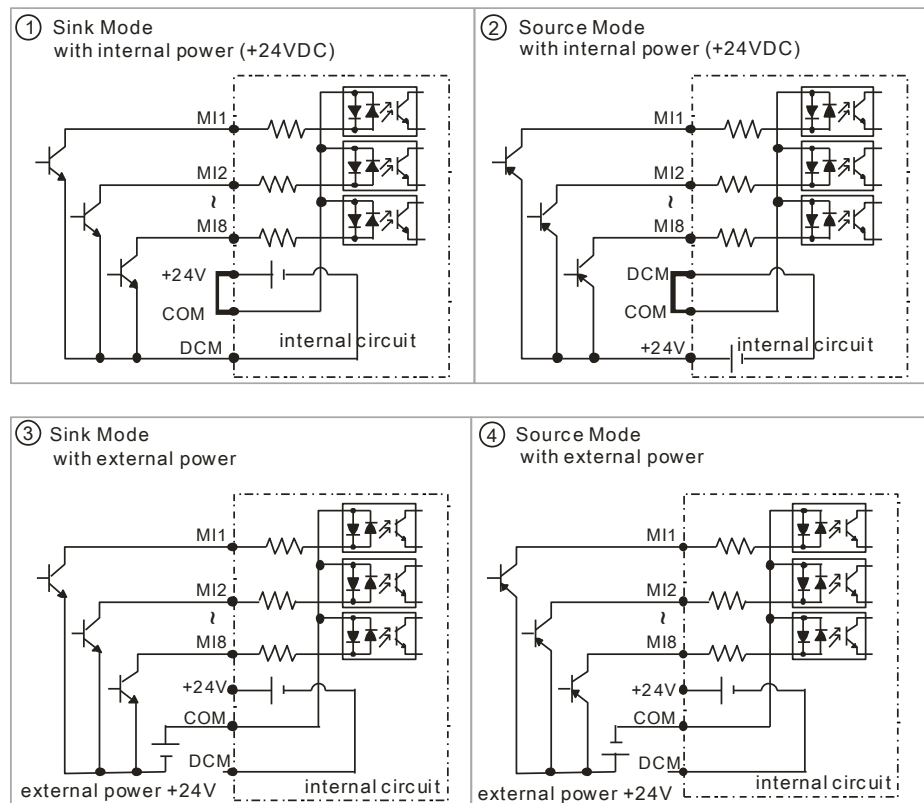 ① Sink Mode
with internal power (+24VDC)
MI1
MI2
~
MI8
+24V
COM
DCM
internal circuit
② Source Mode
with internal power (+24VDC)
MI1
MI2
~
MI8
DCM
COM
+24V
internal circuit
③ Sink Mode
with external power
MI1
MI2
~
MI8
+24V
COM
DCM
external power +24V
internal circuit
④ Source Mode
with external power
MI1
MI2
~
MI8
+24V
COM
DCM
external power +24V
internal circuit